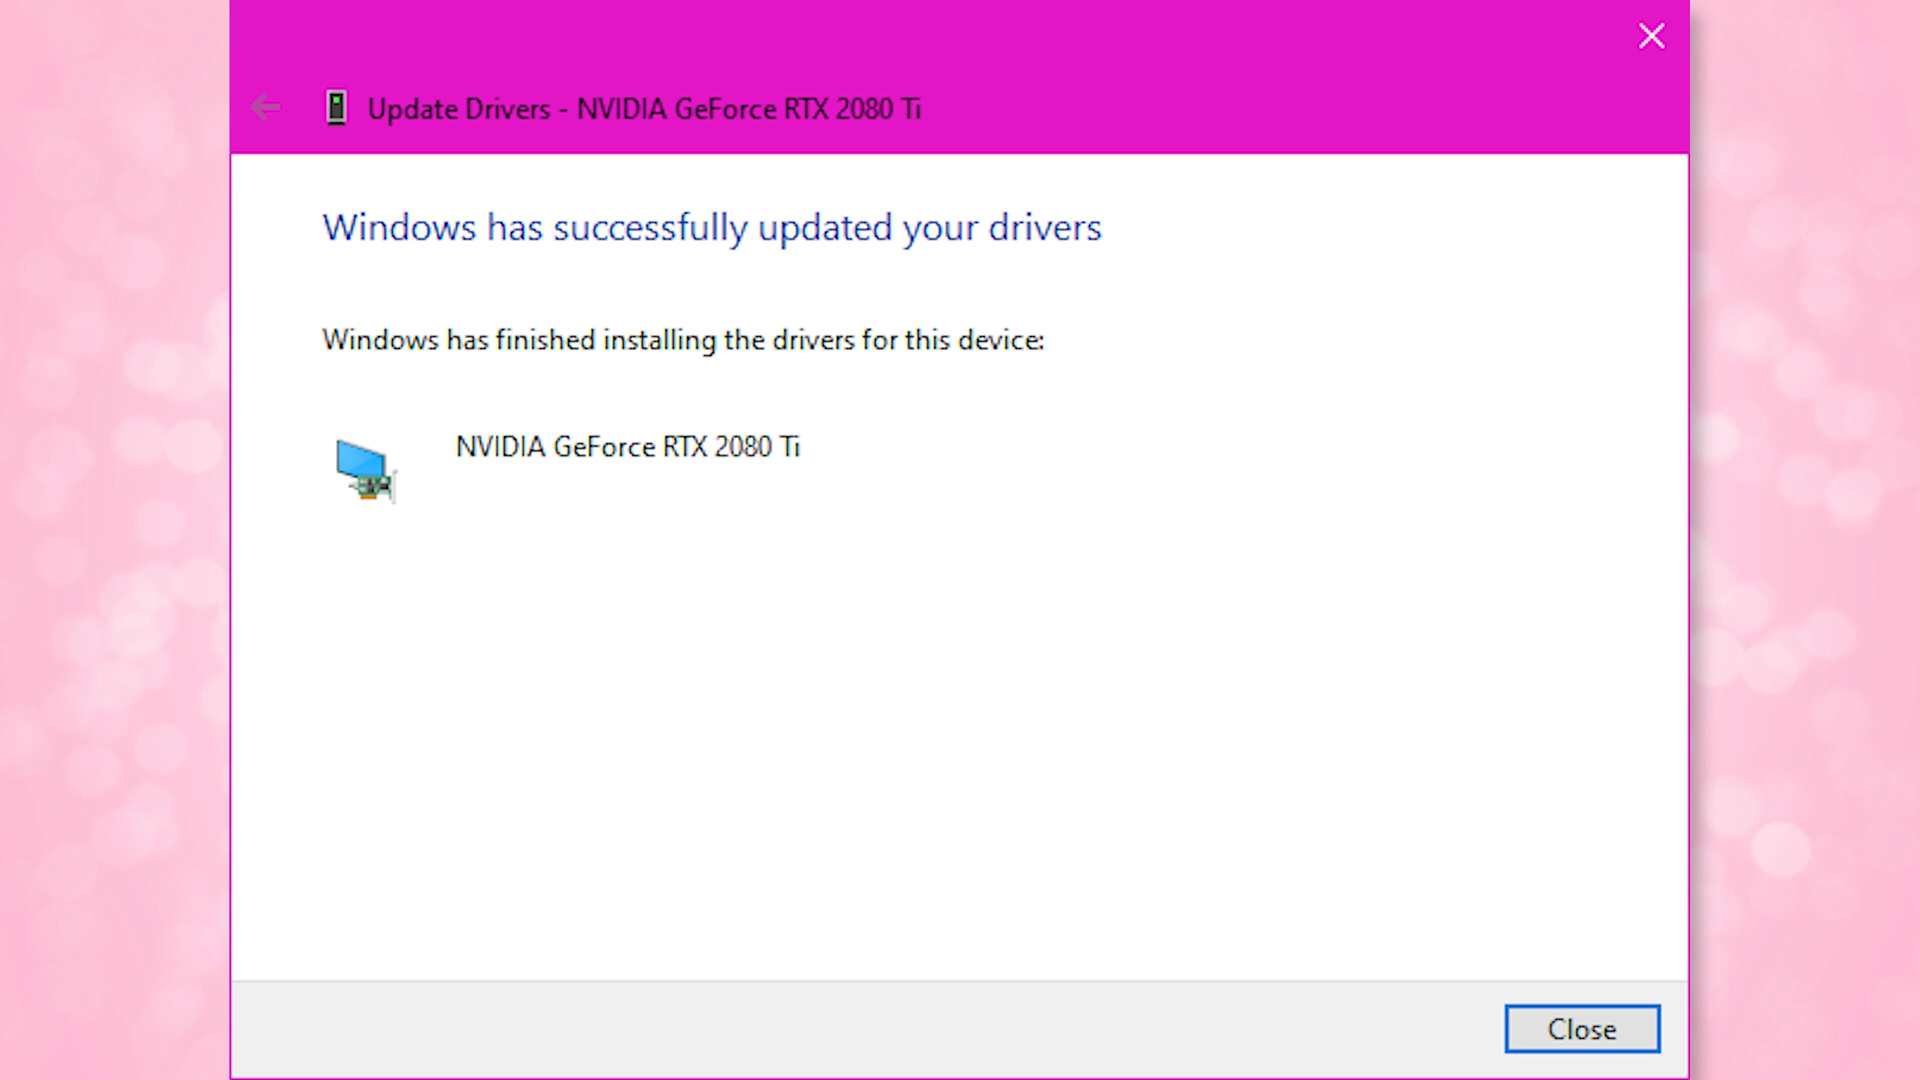 Update Drivers - NVIDIA GeForce RTX 2080 Ti
Windows has successfully updated your drivers
Windows has finished installing the drivers for this device:
NVIDIA GeForce RTX 2080 Ti
Close